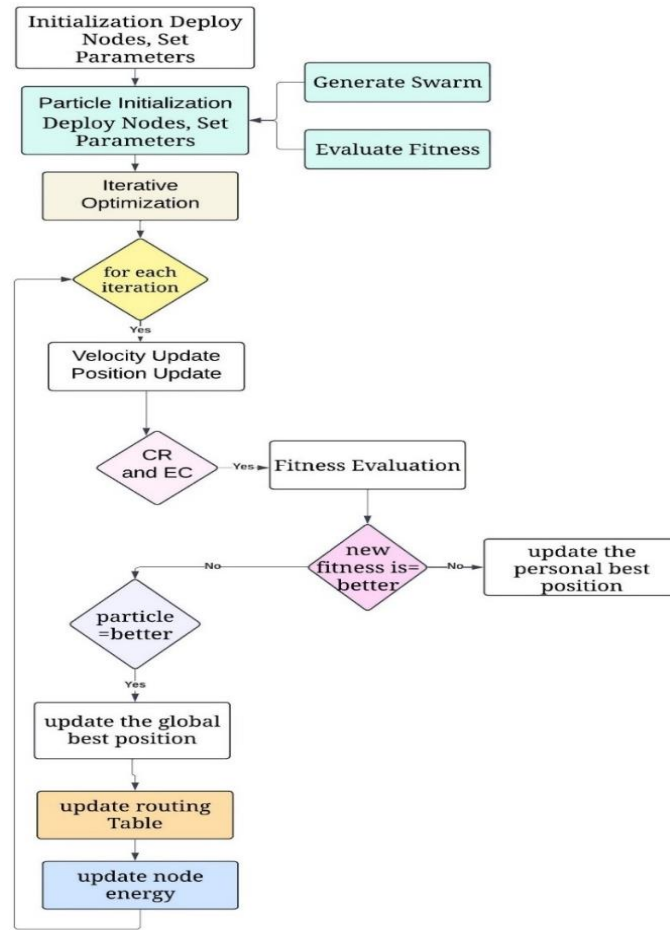 Initialization Deploy
Nodes, Set
Parameters
Particle Initialization
Deploy Nodes, Set
Parameters
Generate Swarm
Evaluate Fitness
Iterative
Optimization
for each
iteration
Yes
Velocity Update
Position Update
CR
and EC
Yes
Fitness Evaluation
new
fitness is=
better
No
No
update the
personal best
position
particle
=better
Yes
update the global
best position
update routing
Table
update node
energy